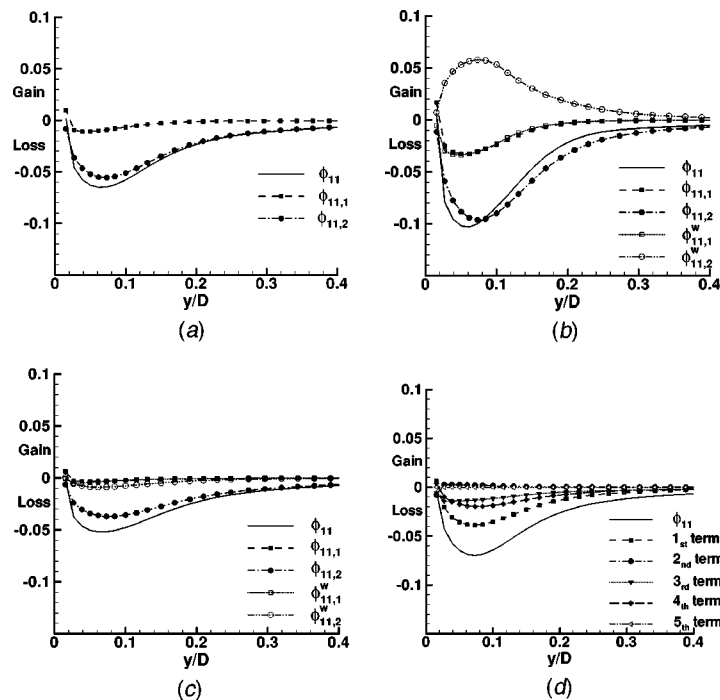 0.1
0.05
Gain
0
Loss
-0.05
-0.1
ϕ11
ϕ11,1
ϕ11,2
0 0.1 0.2 0.3 0.4
y/D
(a)
0.1
0.05
Gain
0
Loss
-0.05
-0.1
ϕ11
ϕ11,1
ϕ11,2
ϕw11,1
ϕw11,2
0 0.1 0.2 0.3 0.4
y/D
(b)
0.1
0.05
Gain
0
Loss
-0.05
-0.1
ϕ11
ϕ11,1
ϕ11,2
ϕw11,1
ϕw11,2
0 0.1 0.2 0.3 0.4
y/D
(c)
0.1
0.05
Gain
0
Loss
-0.05
-0.1
ϕ11
1st term
2nd term
3rd term
4th term
5th term
0 0.1 0.2 0.3 0.4
y/D
(d)